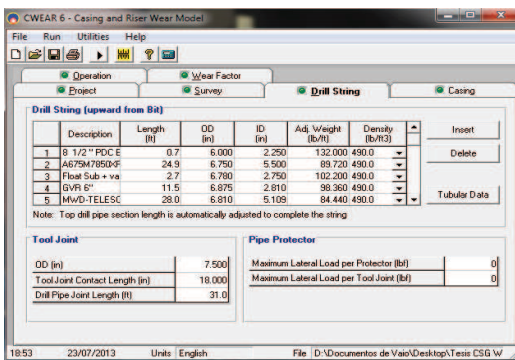 CWEAR 6 - Casing and Riser Wear Model
File Run Utilities Help
Operation Wear Factor
Project Survey Drill String Casing
Drill String (upward from Bit)
Description Length (ft) OD (in) ID (in) Adj. Weight (lb/ft) Density (lb/ft3)
1 8 1/2 " PDC E 0.7 6.000 2.250 132.000 490.0
2 A675M7850XF 24.9 6.750 5.500 89.720 490.0
3 Float Sub + va 2.7 6.780 2.750 102.200 490.0
4 GVR 6" 11.5 6.875 2.810 98.360 490.0
5 MWD-TELESC 28.0 6.810 5.109 84.440 490.0
Insert
Delete
Tubular Data
Note: Top drill pipe section length is automatically adjusted to complete the string
Tool Joint
OD (in) 7.500
Tool Joint Contact Length (in) 18.000
Drill Pipe Joint Length (ft) 31.0
Pipe Protector
Maximum Lateral Load per Protector (lbf) 0
Maximum Lateral Load per Tool Joint (lbf) 0
18:53 23/07/2013 Units English File D:\Documentos de Vaio\Desktop\Tesis CSG W